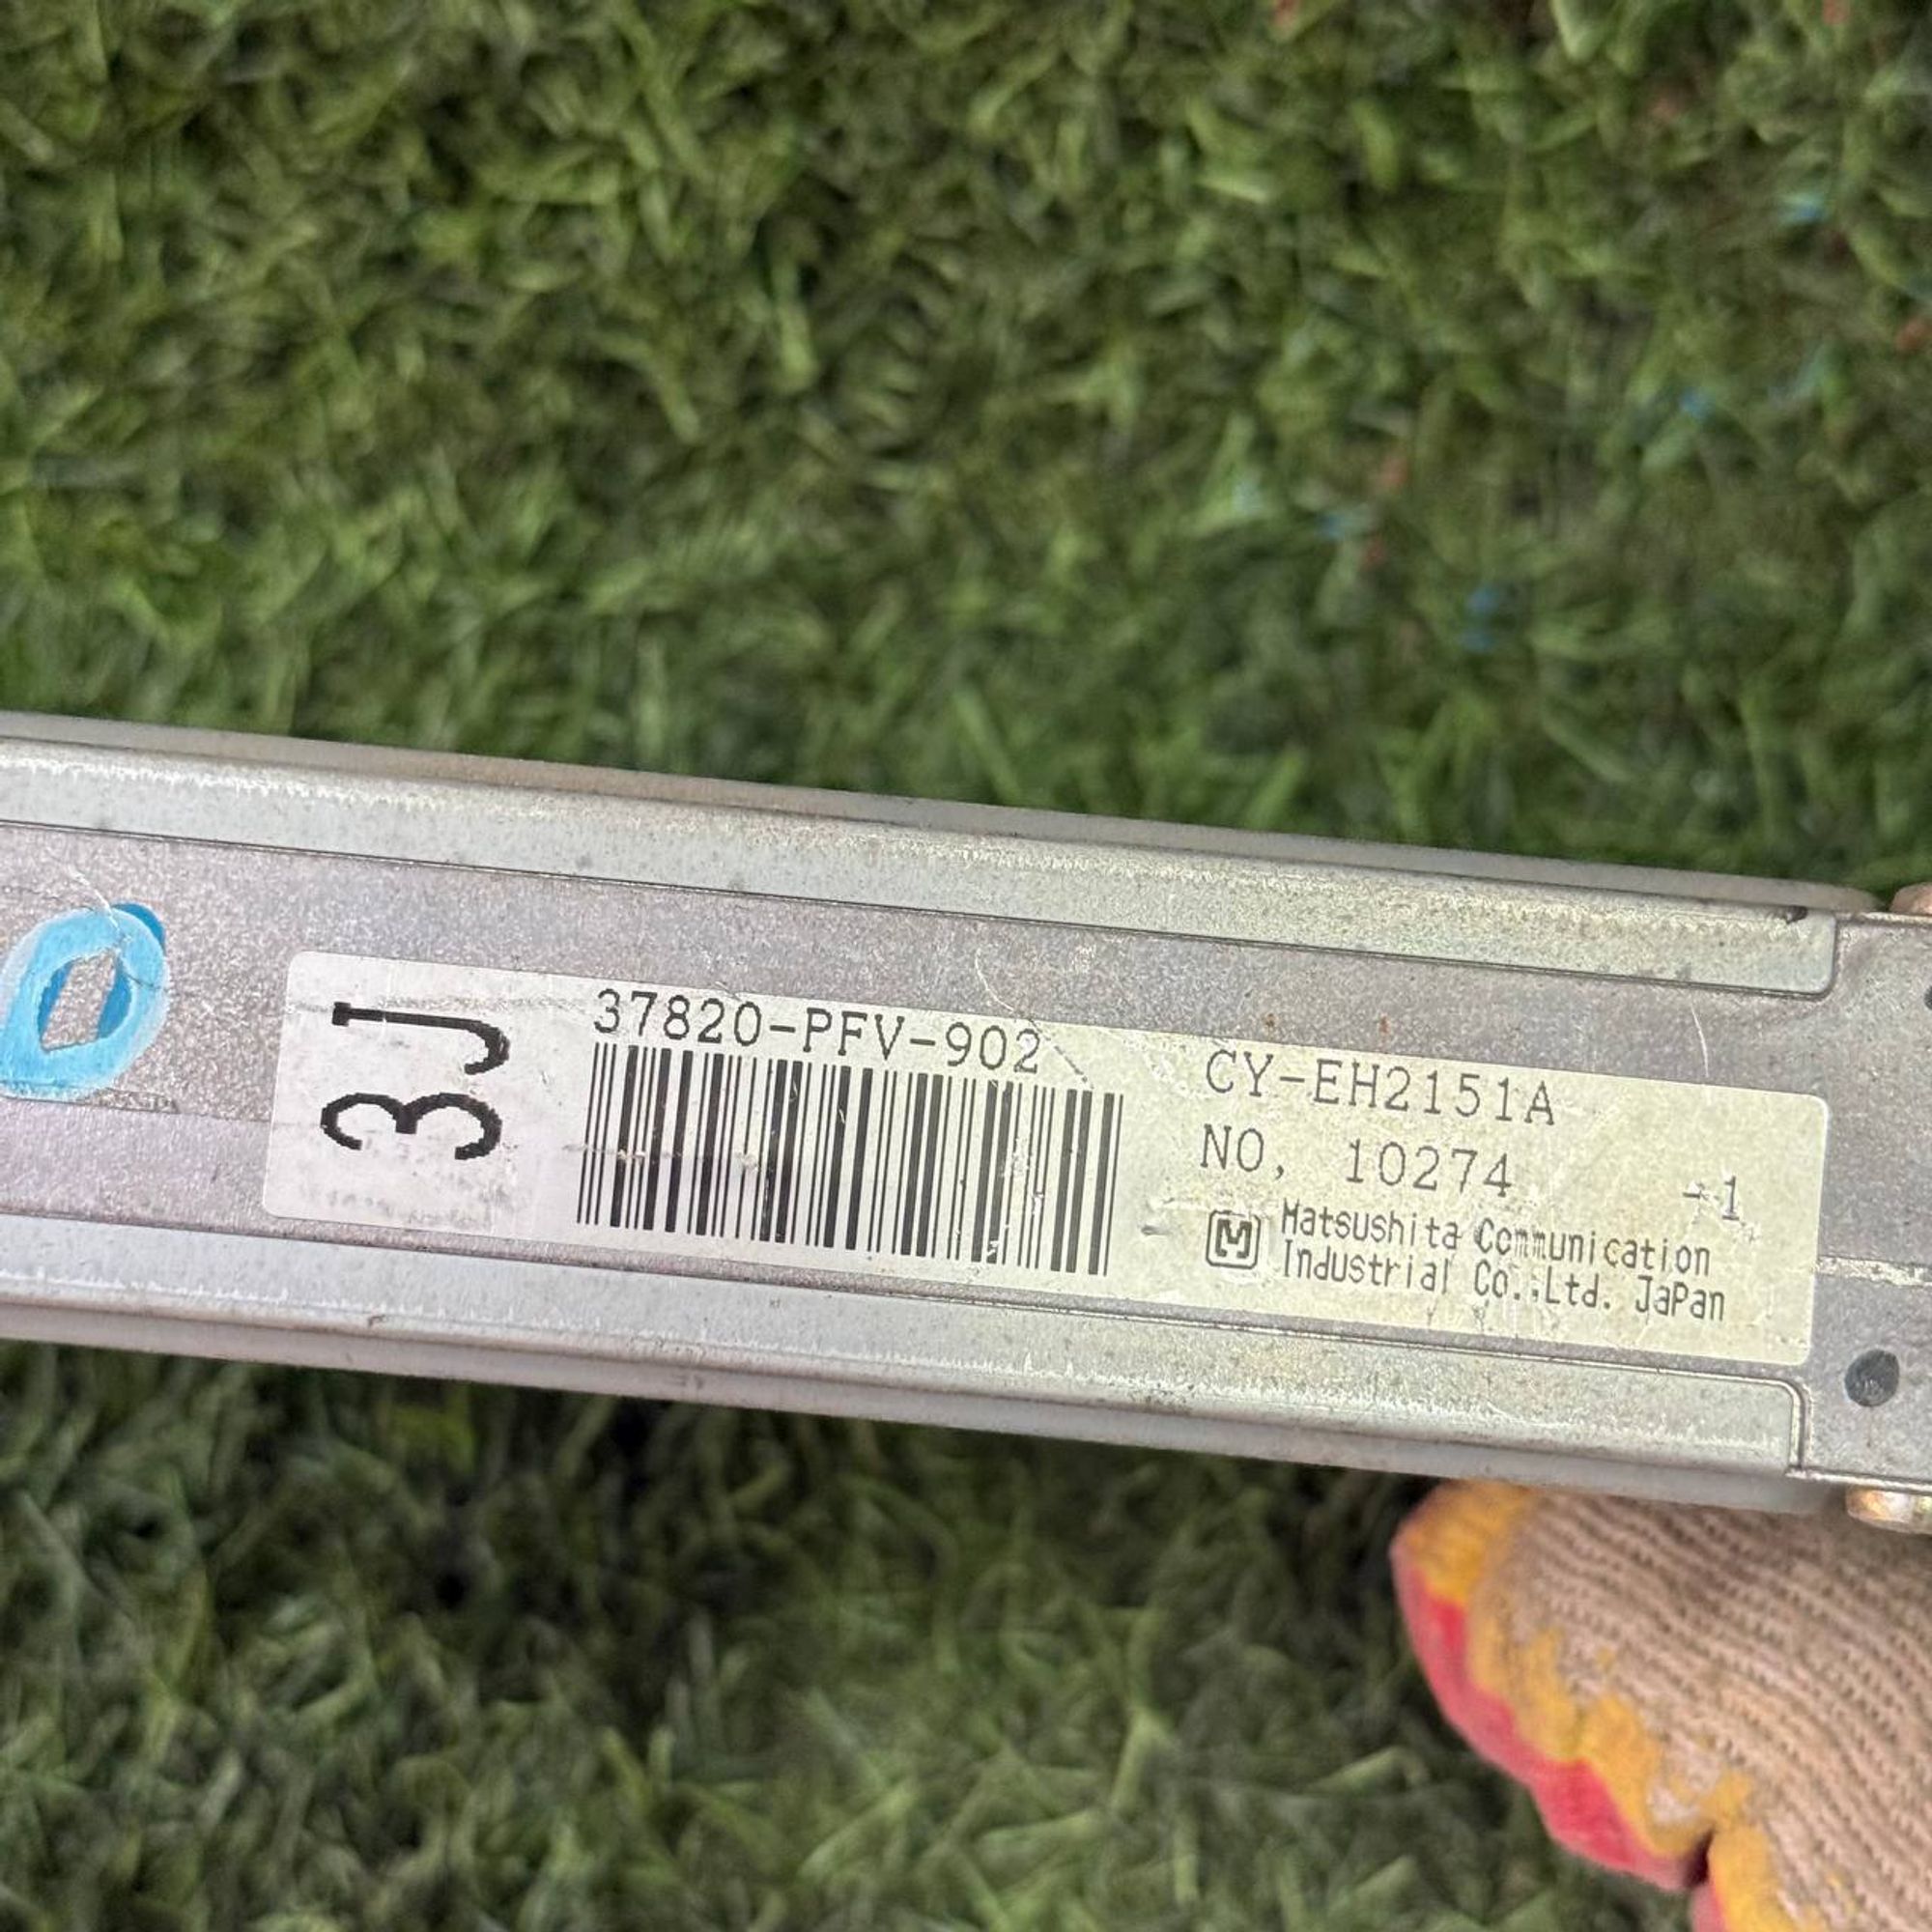 3J
37820-PFV-902
CY-EH2151A
NO, 10274 -1
M Matsushita Communication
Industrial Co.,Ltd. JaPan